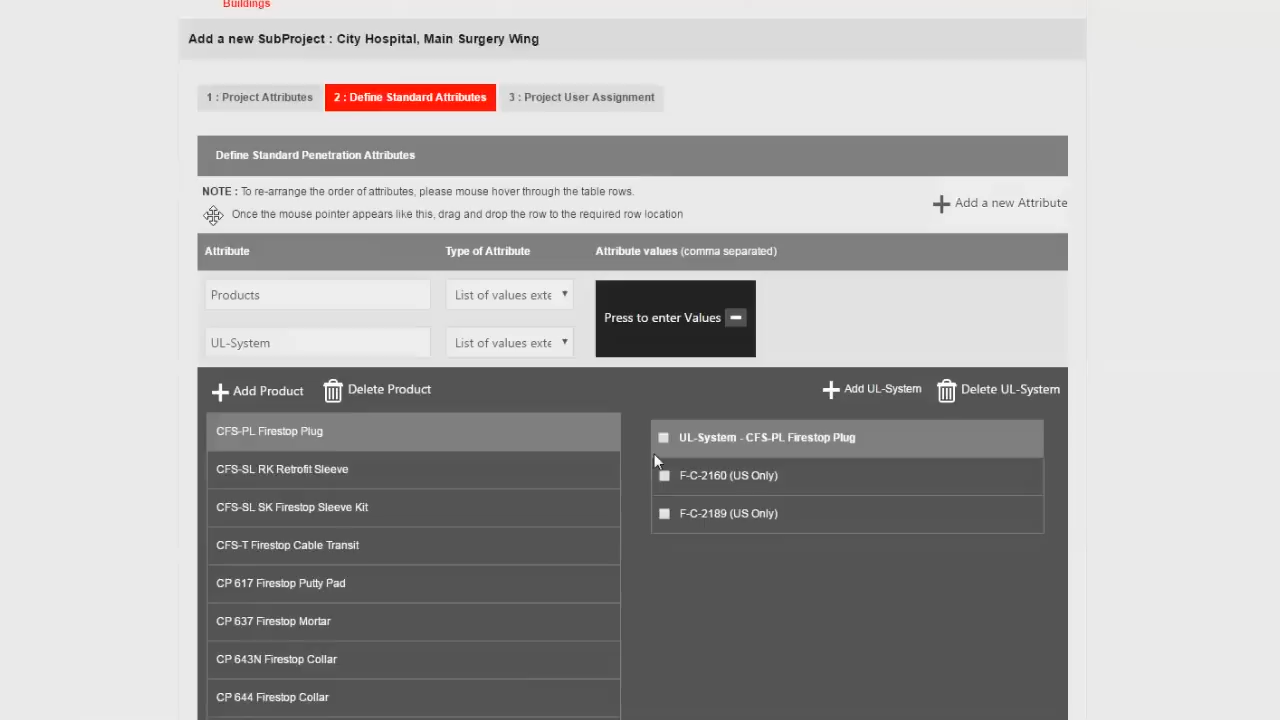 Buildings
Add a new SubProject : City Hospital, Main Surgery Wing
1 : Project Attributes
2 : Define Standard Attributes
3 : Project User Assignment
Define Standard Penetration Attributes
NOTE : To re-arrange the order of attributes, please mouse hover through the table rows.
Once the mouse pointer appears like this, drag and drop the row to the required row location
Add a new Attribute
Attribute
Type of Attribute
Attribute values (comma separated)
Products
List of values exte
Press to enter Values
UL-System
List of values exte
Add Product
Delete Product
Add UL-System
Delete UL-System
CFS-PL Firestop Plug
CFS-SL RK Retrofit Sleeve
CFS-SL SK Firestop Sleeve Kit
CFS-T Firestop Cable Transit
CP 617 Firestop Putty Pad
CP 637 Firestop Mortar
CP 643N Firestop Collar
CP 644 Firestop Collar
UL-System - CFS-PL Firestop Plug
F-C-2160 (US Only)
F-C-2189 (US Only)